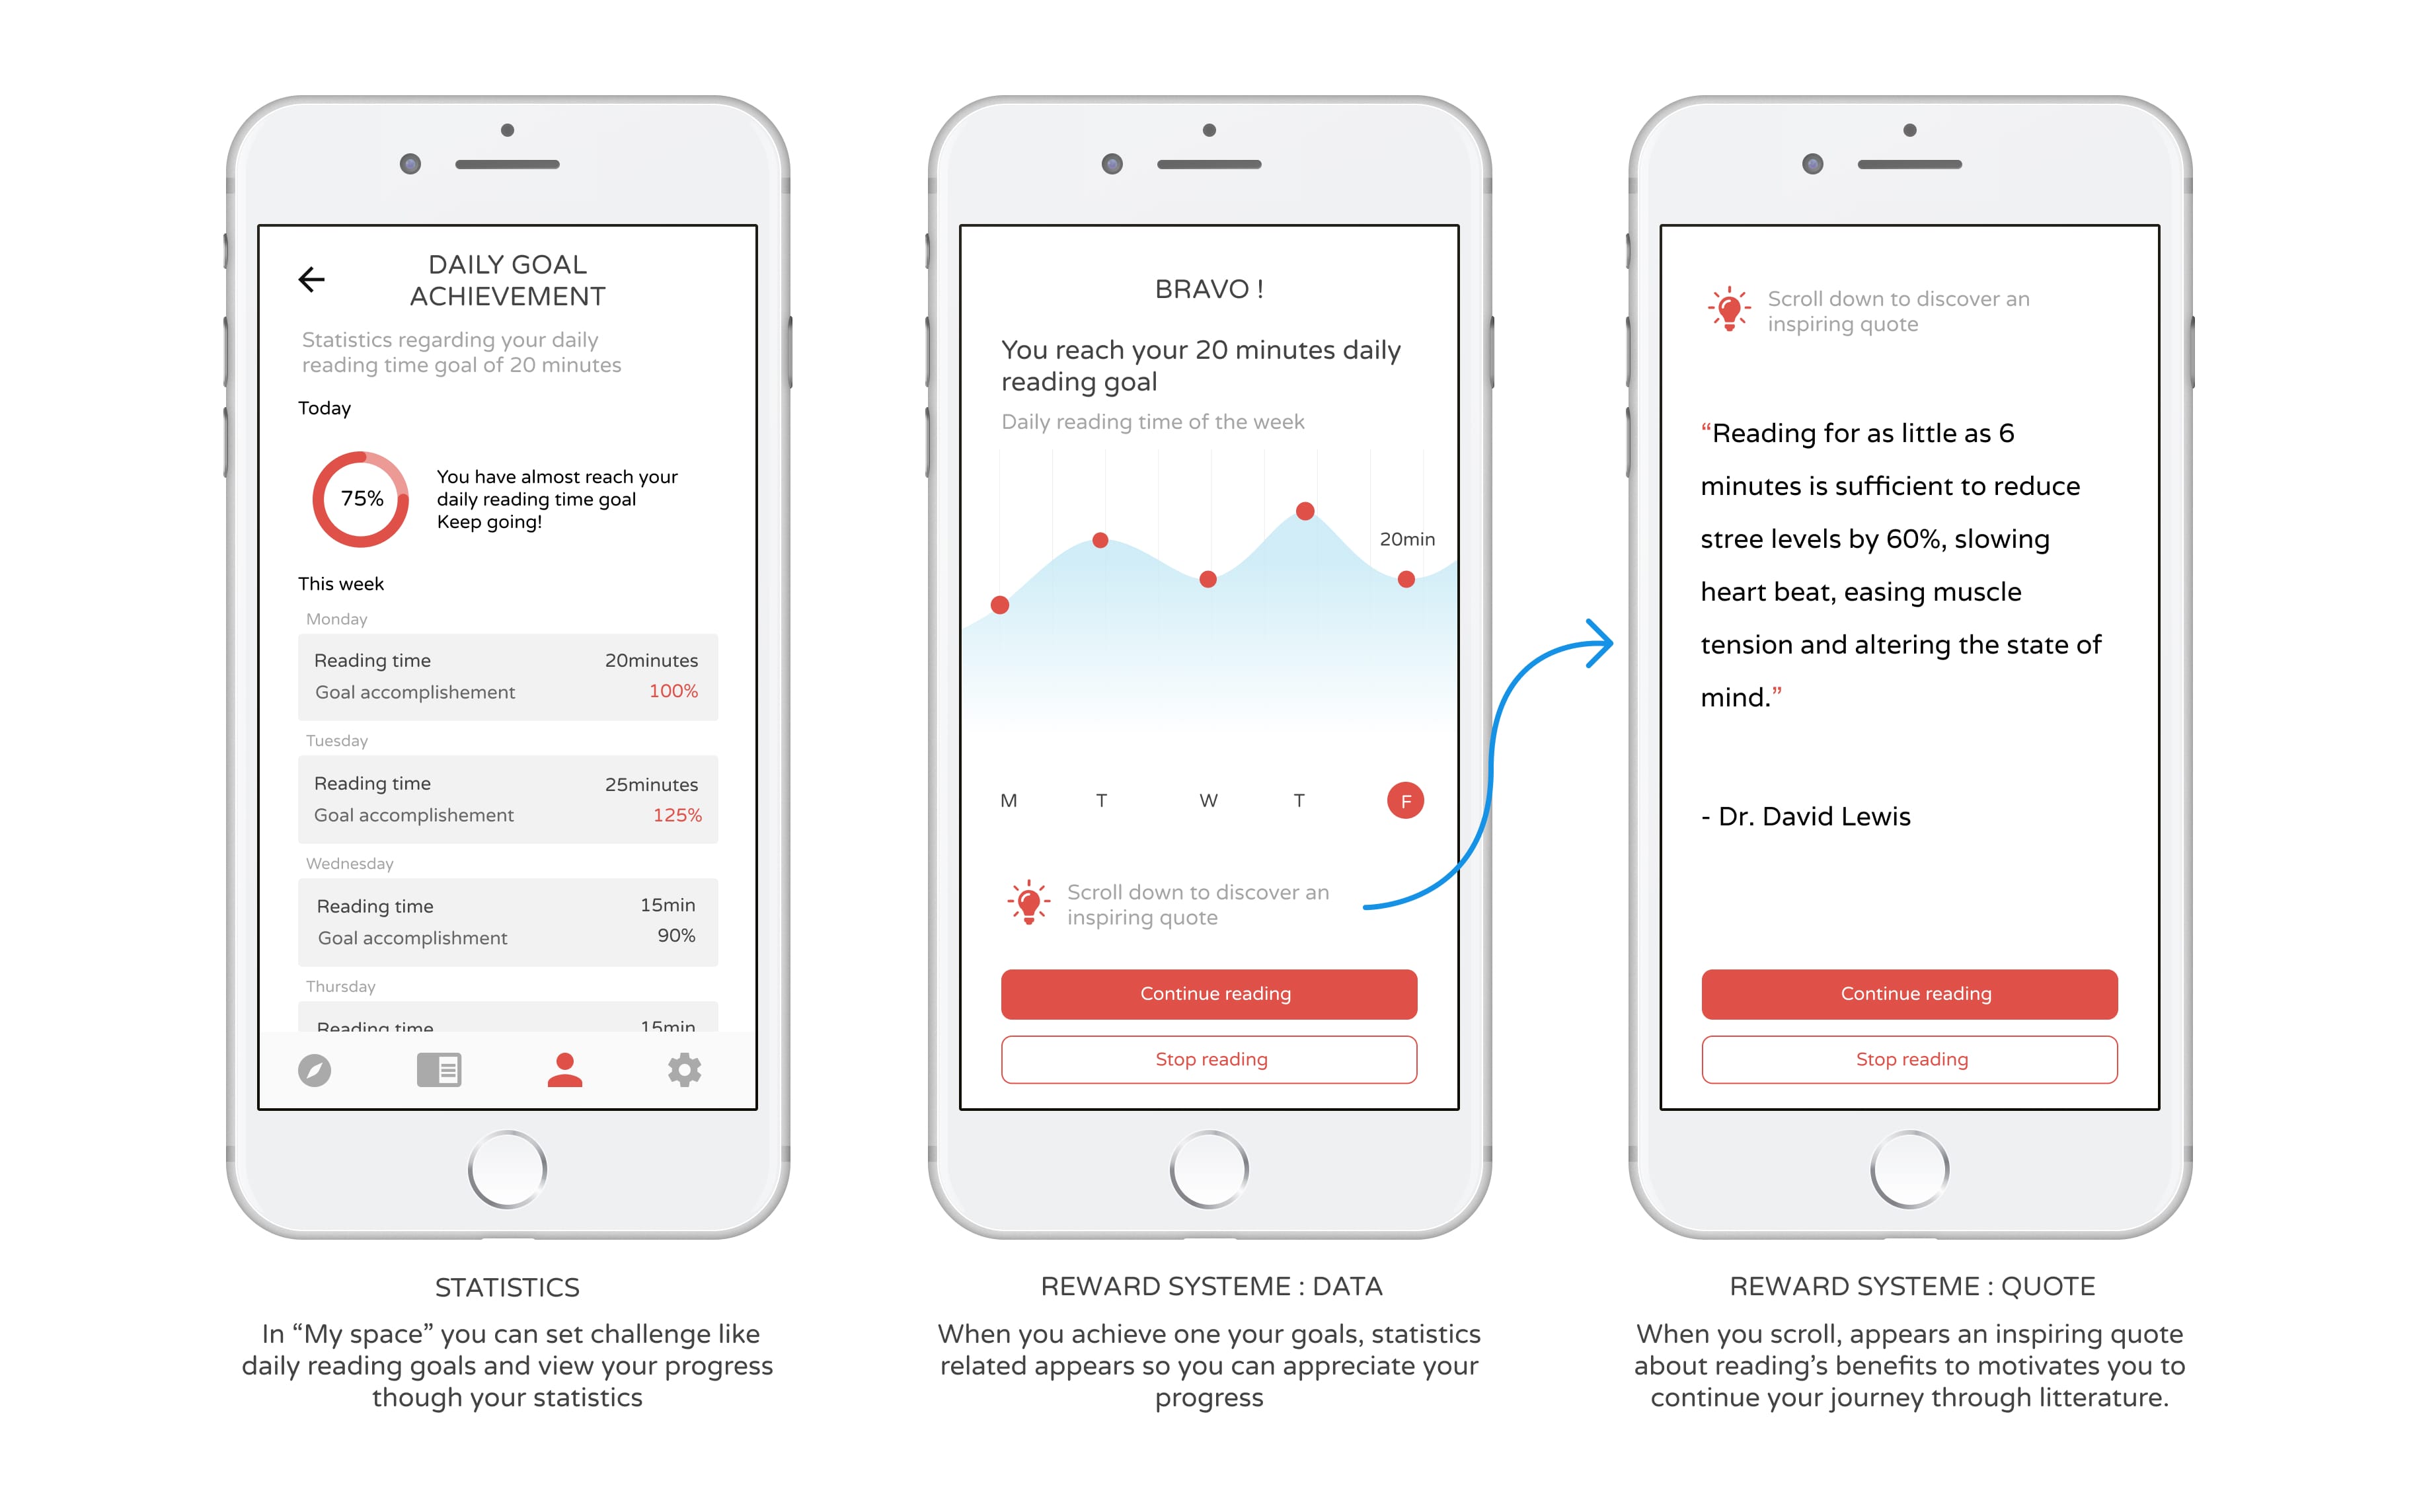 DAILY GOAL
ACHIEVEMENT
Statistics regarding your daily
reading time goal of 20 minutes
Today
75%
You have almost reach your
daily reading time goal
Keep going!
This week
Monday
Reading time 20minutes
Goal accomplishement 100%
Tuesday
Reading time 25minutes
Goal accomplishement 125%
Wednesday
Reading time 15min
Goal accomplishment 90%
Thursday
Reading time 15min
STATISTICS
In “My space” you can set challenge like
daily reading goals and view your progress
though your statistics
BRAVO !
You reach your 20 minutes daily
reading goal
Daily reading time of the week
20min
M T W T F
Scroll down to discover an
inspiring quote
Continue reading
Stop reading
REWARD SYSTEME : DATA
When you achieve one your goals, statistics
related appears so you can appreciate your
progress
Scroll down to discover an
inspiring quote
“Reading for as little as 6
minutes is sufficient to reduce
stree levels by 60%, slowing
heart beat, easing muscle
tension and altering the state of
mind.”
- Dr. David Lewis
Continue reading
Stop reading
REWARD SYSTEME : QUOTE
When you scroll, appears an inspiring quote
about reading’s benefits to motivates you to
continue your journey through litterature.